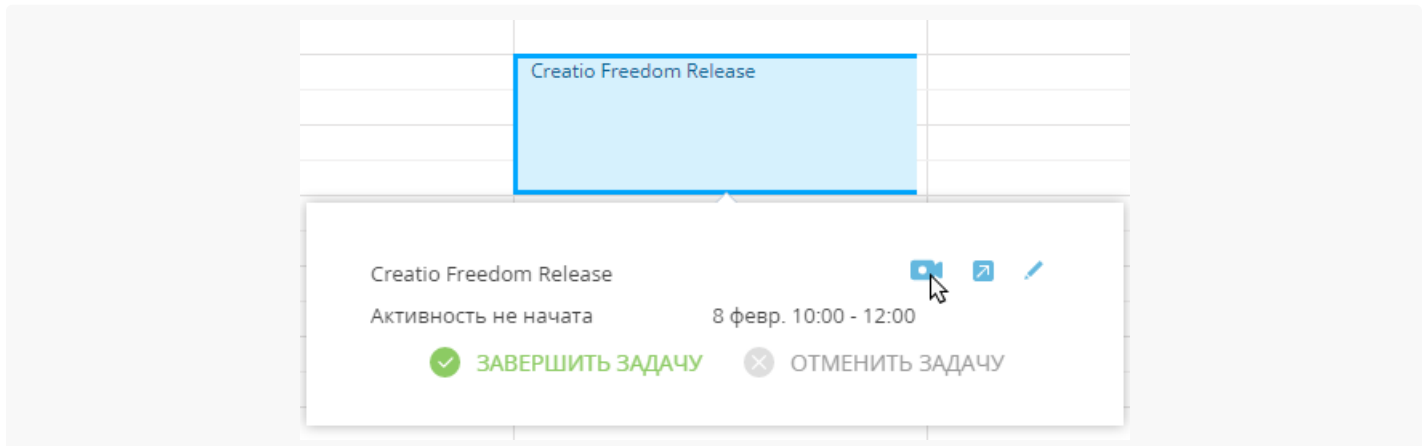 Creatio Freedom Release
Creatio Freedom Release
Активность не начата 8 февр. 10:00 - 12:00
ЗАВЕРШИТЬ ЗАДАЧУ ОТМЕНИТЬ ЗАДАЧУ